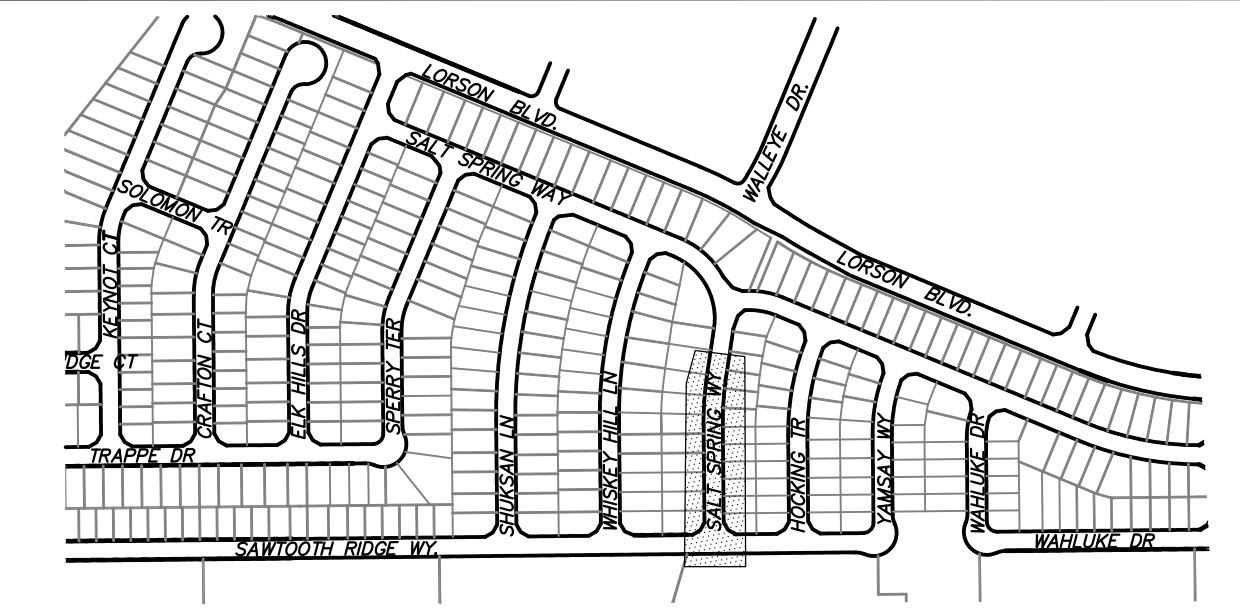 LORSON BLVD.
WALLEYE DR.
SALT SPRING WAY
SOLOMON TR
KEYNOT CT
LORSON BLVD.
DGE CT
CRAFTON CT
ELK HILLS DR
SPERRY TER
SHUKSAN LN
WHISKEY HILL LN
SALT SPRING WY
HOCKING TR
YAMSAY WY
WAHLUKE DR
TRAPPE DR
SAWTOOTH RIDGE WY.
WAHLUKE DR